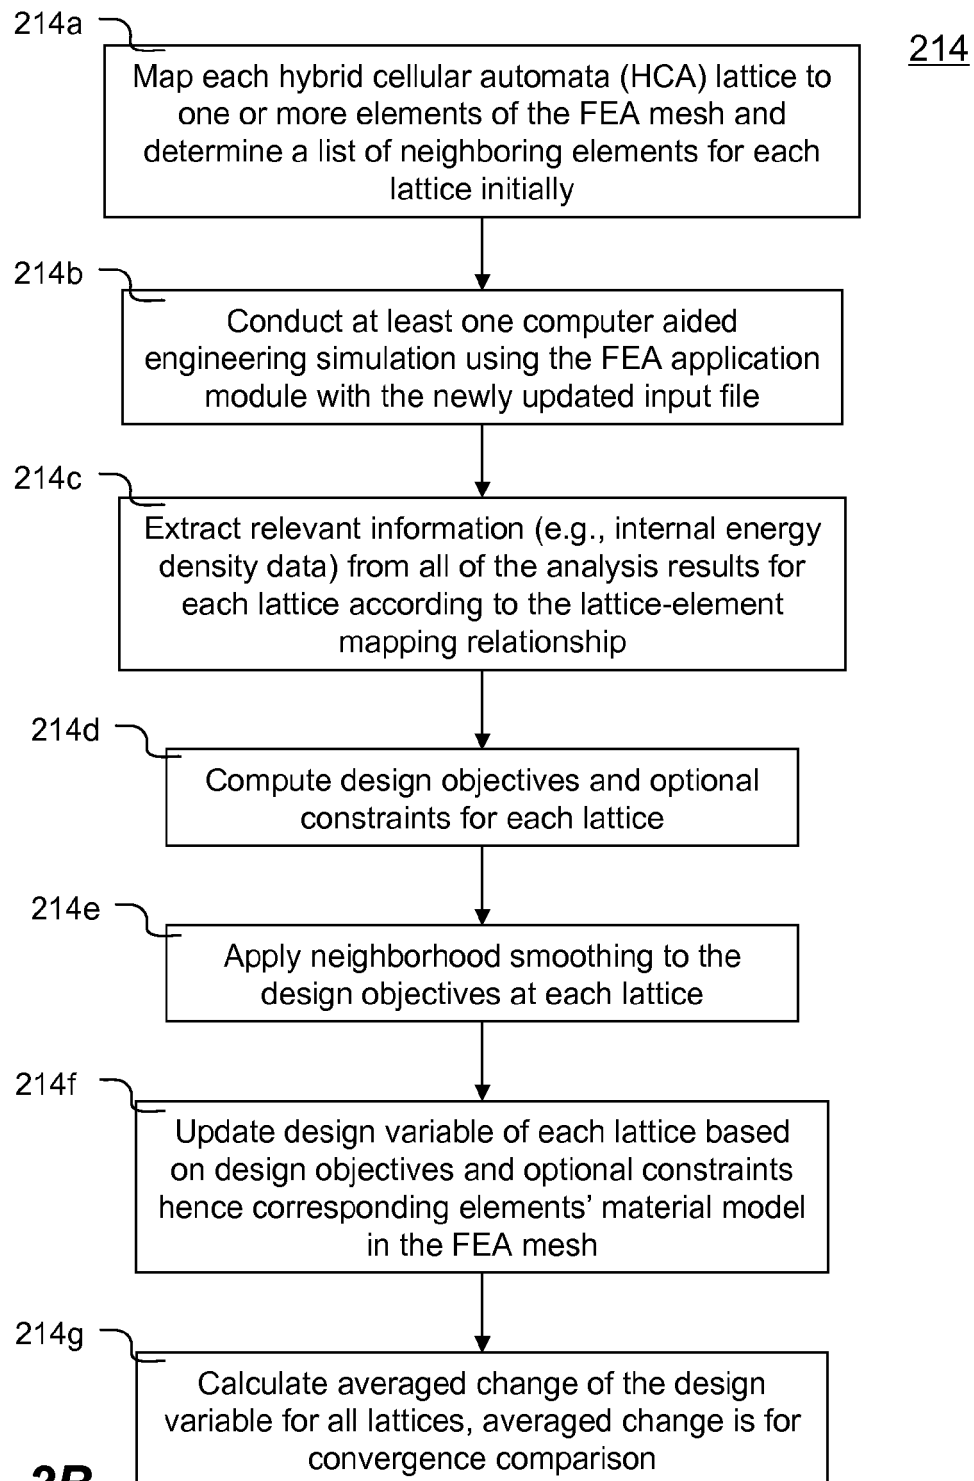 214a
214
Map each hybrid cellular automata (HCA) lattice to
one or more elements of the FEA mesh and
determine a list of neighboring elements for each
lattice initially
214b
Conduct at least one computer aided
engineering simulation using the FEA application
module with the newly updated input file
214c
Extract relevant information (e.g., internal energy
density data) from all of the analysis results for
each lattice according to the lattice-element
mapping relationship
214d
Compute design objectives and optional
constraints for each lattice
214e
Apply neighborhood smoothing to the
design objectives at each lattice
214f
Update design variable of each lattice based
on design objectives and optional constraints
hence corresponding elements’ material model
in the FEA mesh
214g
Calculate averaged change of the design
variable for all lattices, averaged change is for
convergence comparison
2B